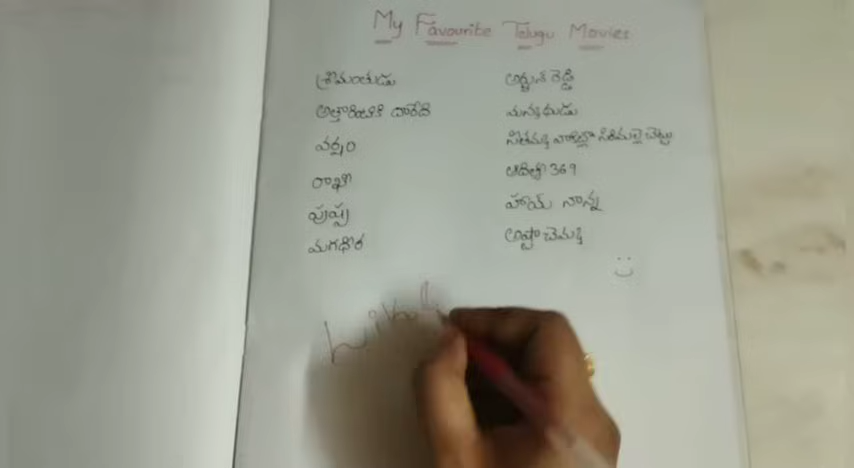 My Favourite Telugu Movies
శ్రీమంతుడు
అత్తారింటికి దారేది
వర్షం
రాఖీ
పుష్ప
మగధీర
అర్జున్ రెడ్డి
మన్మధుడు
సీతమ్మ వాకిట్లో సిరిమల్లె చెట్టు
ఆదిత్య 369
హాయ్ నాన్న
అష్టా చెమ్మ